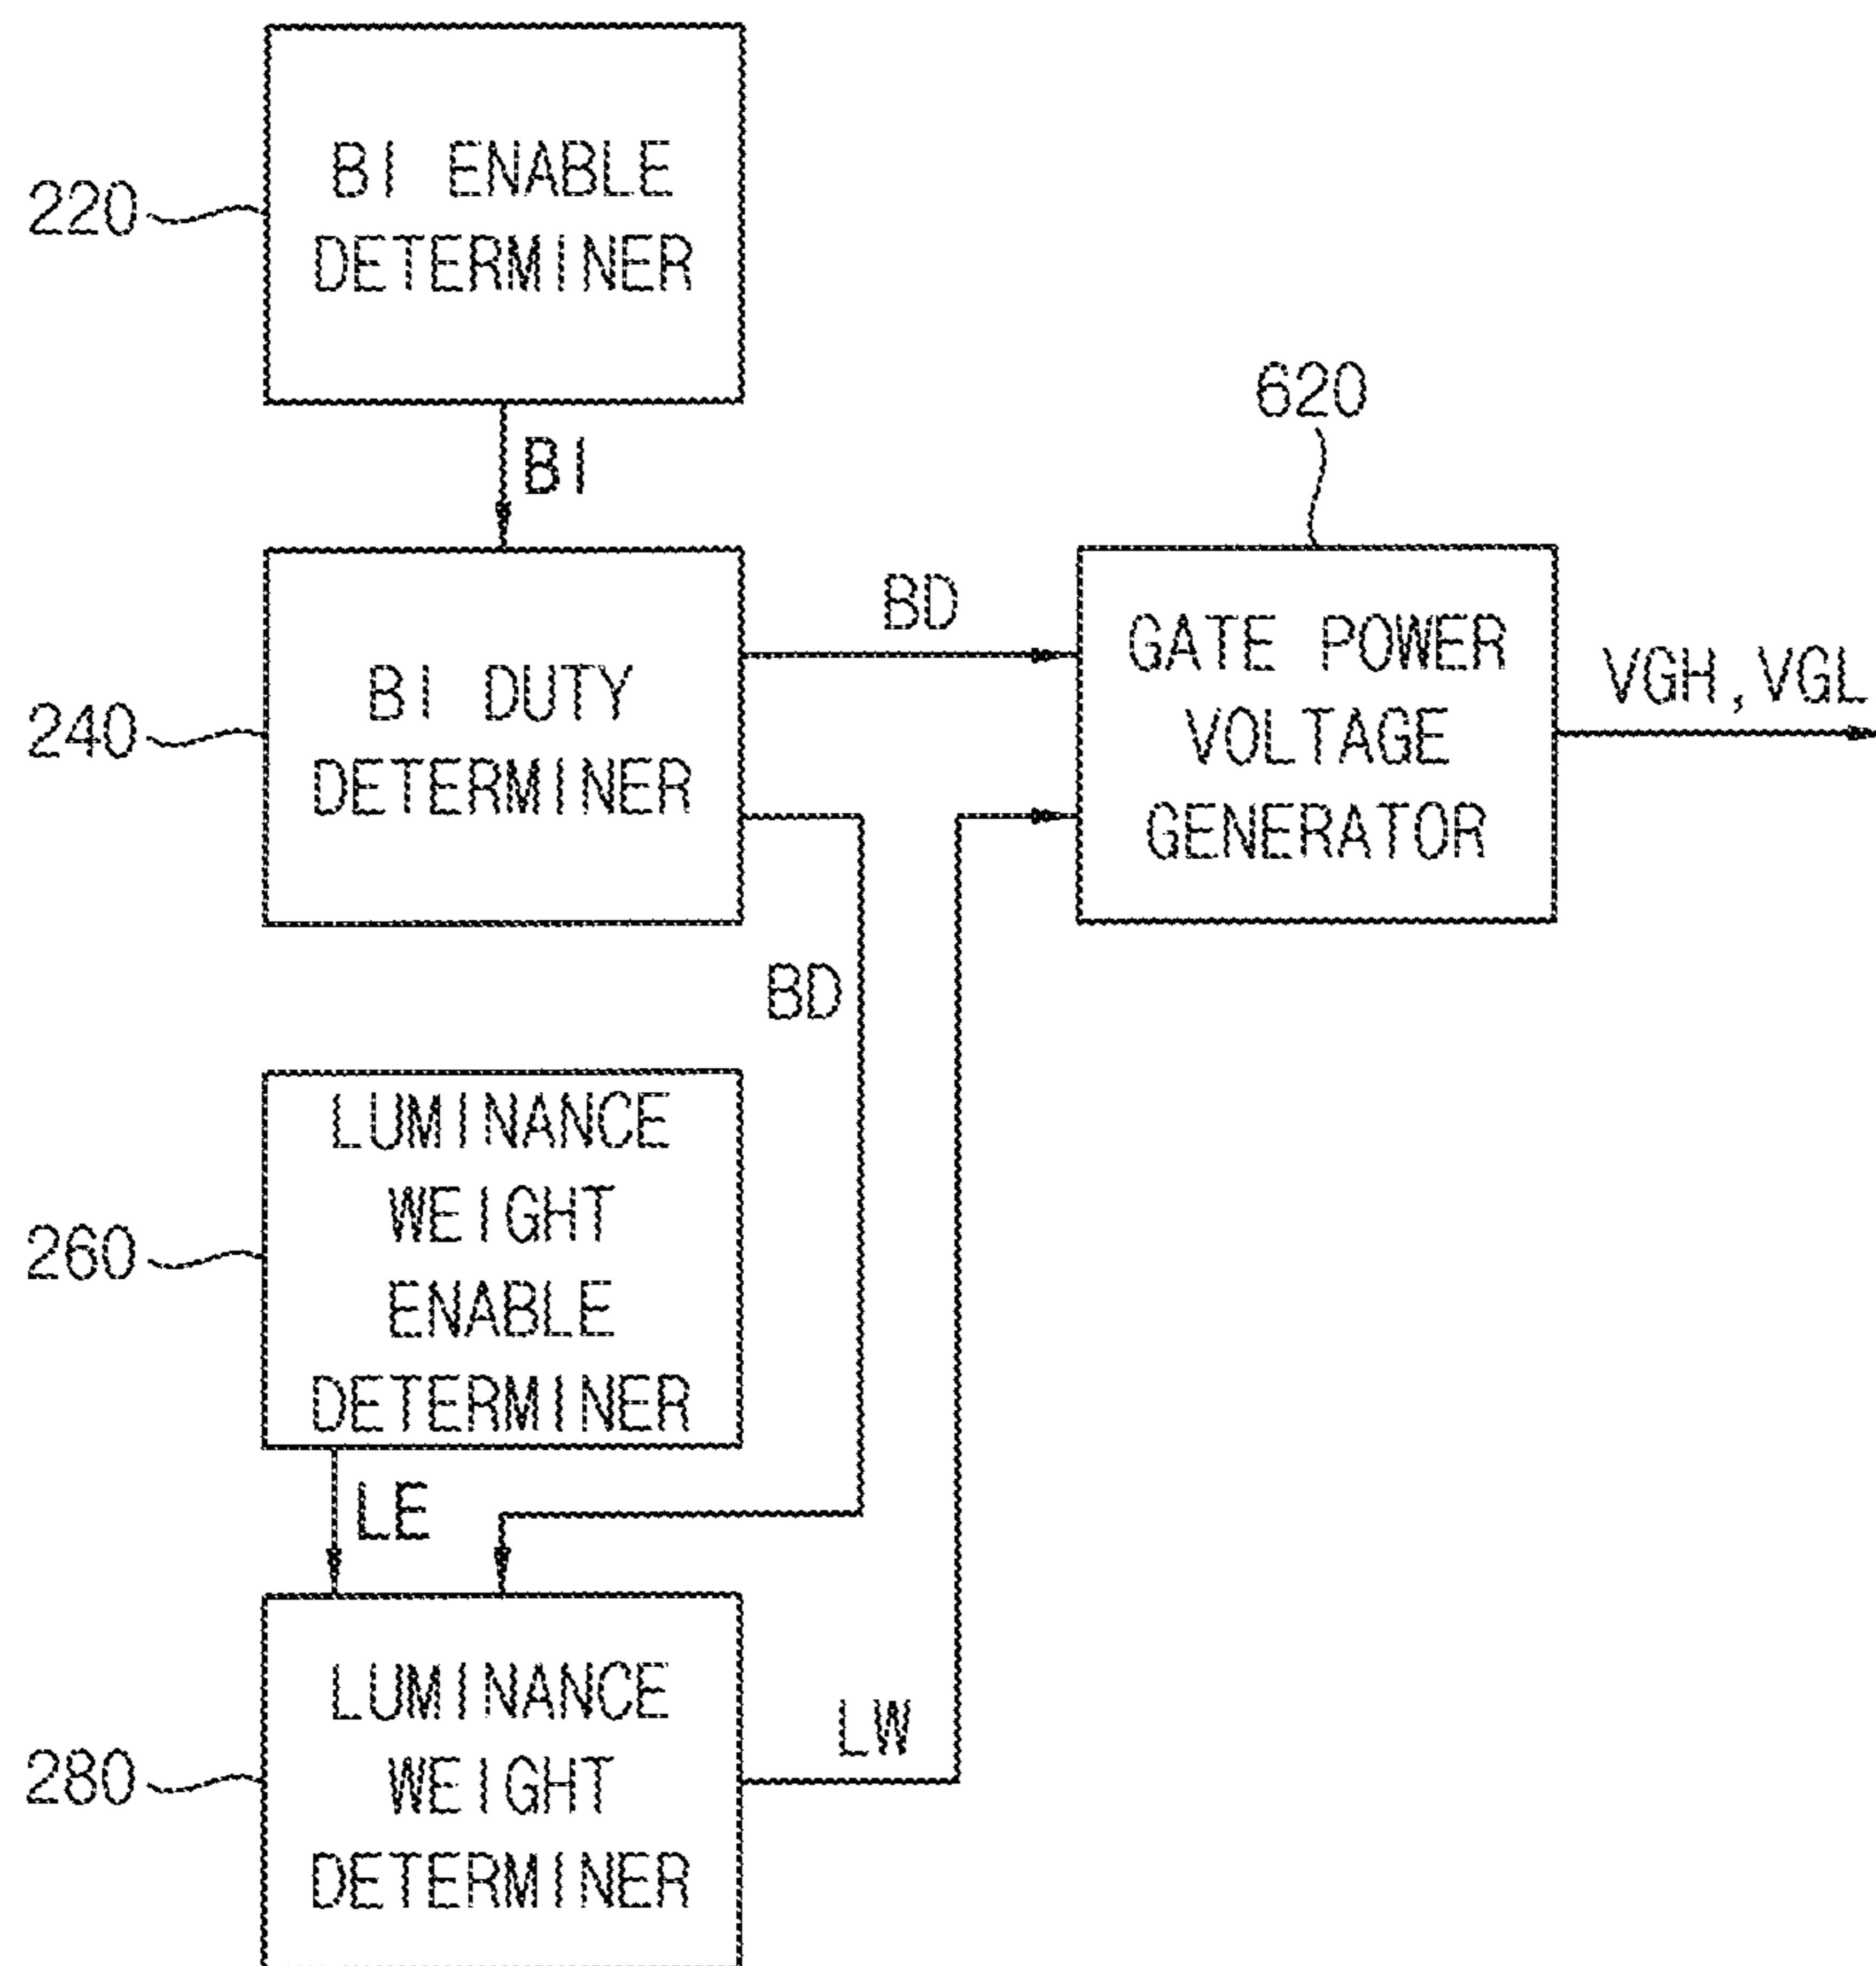 BI ENABLE
DETERMINER
220
BI
620
BI DUTY
DETERMINER
240
BD
GATE POWER
VOLTAGE
GENERATOR
VGH,VGL
BD
LUMINANCE
WEIGHT
ENABLE
DETERMINER
260
LE
LUMINANCE
WEIGHT
DETERMINER
280
LW